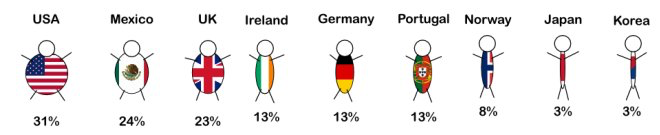 USA Mexico UK Ireland Germany Portugal Norway Japan Korea
31% 24% 23% 13% 13% 13% 8% 3% 3%